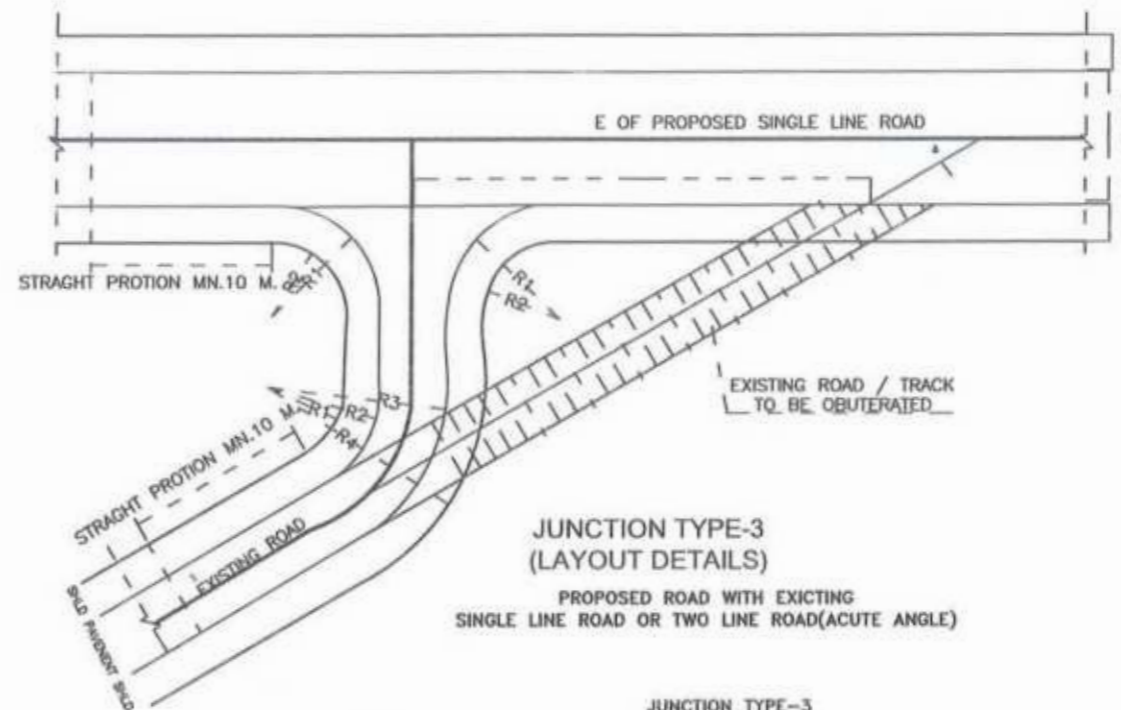 E OF PROPOSED SINGLE LINE ROAD
STRAGHT PROTION MN.10 M.
R1
R1
R2
EXISTING ROAD / TRACK
TO BE OBUTERATED
R3
R1
R2
R4
STRAGHT PROTION MN.10 M.
EXISTING ROAD
SHLD PAVEMENT SHLD
JUNCTION TYPE-3
(LAYOUT DETAILS)
PROPOSED ROAD WITH EXICTING
SINGLE LINE ROAD OR TWO LINE ROAD(ACUTE ANGLE)
JUNCTION TYPE-3